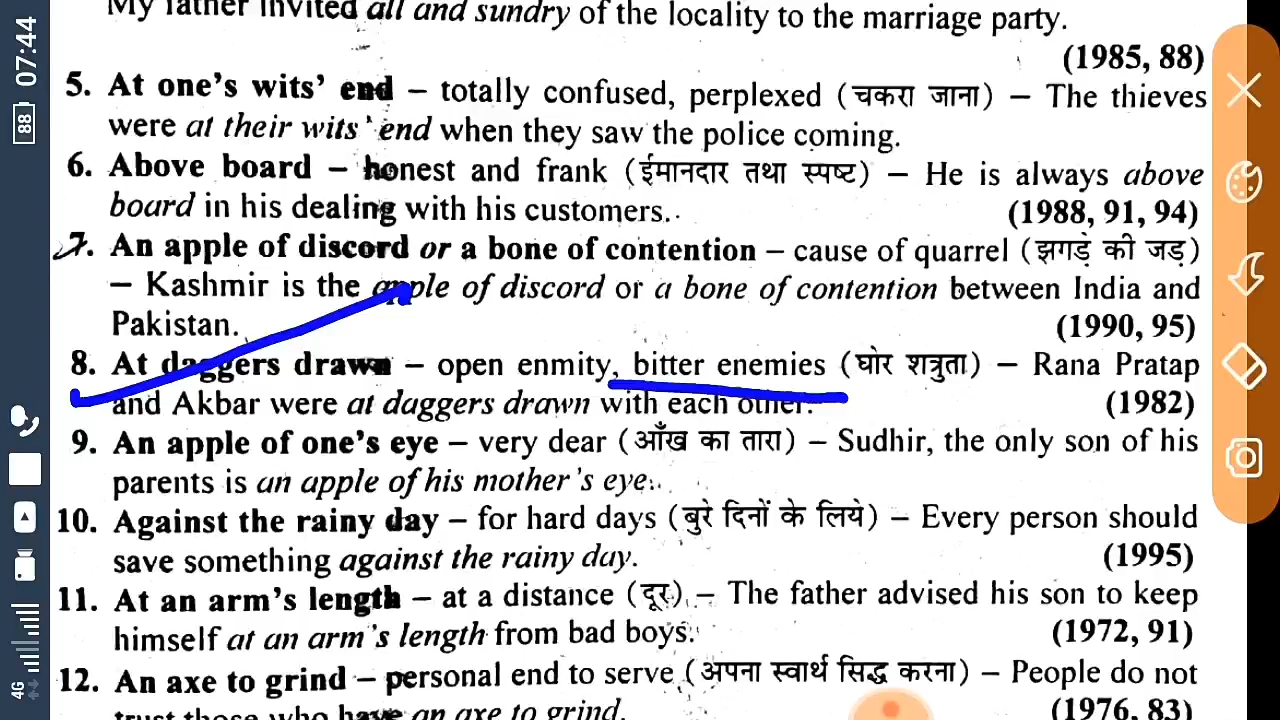 My father invited all and sundry of the locality to the marriage party.
(1985, 88)
5. At one's wits' end – totally confused, perplexed (चकरा जाना) – The thieves
were at their wits' end when they saw the police coming.
6. Above board – honest and frank (ईमानदार तथा स्पष्ट) – He is always above
board in his dealing with his customers. (1988, 91, 94)
7. An apple of discord or a bone of contention – cause of quarrel (झगड़े की जड़)
– Kashmir is the apple of discord or a bone of contention between India and
Pakistan. (1990, 95)
8. At daggers drawn – open enmity, bitter enemies (घोर शत्रुता) – Rana Pratap
and Akbar were at daggers drawn with each other. (1982)
9. An apple of one's eye – very dear (आँख का तारा) – Sudhir, the only son of his
parents is an apple of his mother's eye.
10. Against the rainy day – for hard days (बुरे दिनों के लिये) – Every person should
save something against the rainy day. (1995)
11. At an arm's length – at a distance (दूर) – The father advised his son to keep
himself at an arm's length from bad boys. (1972, 91)
12. An axe to grind – personal end to serve (अपना स्वार्थ सिद्ध करना) – People do not
trust those who have an axe to grind. (1976, 83)
07:44
88
4G